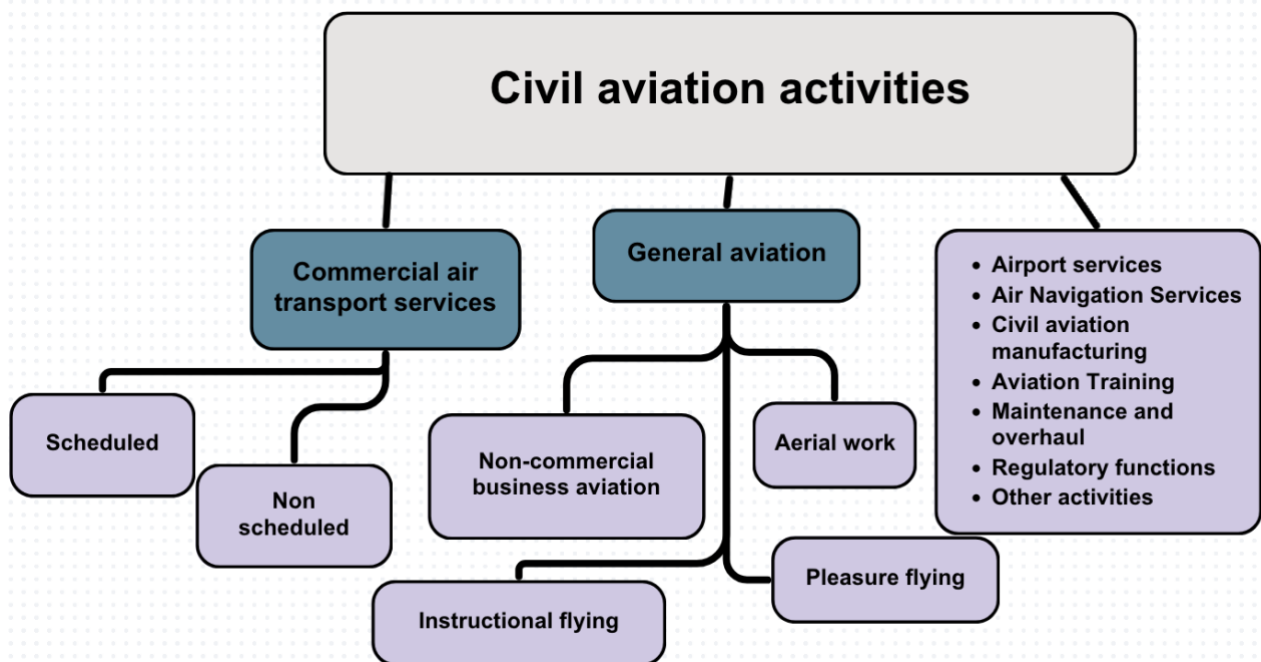 Civil aviation activities
Commercial air
transport services
General aviation
• Airport services
• Air Navigation Services
• Civil aviation
manufacturing
• Aviation Training
• Maintenance and
overhaul
• Regulatory functions
• Other activities
Scheduled
Non
scheduled
Non-commercial
business aviation
Aerial work
Instructional flying
Pleasure flying